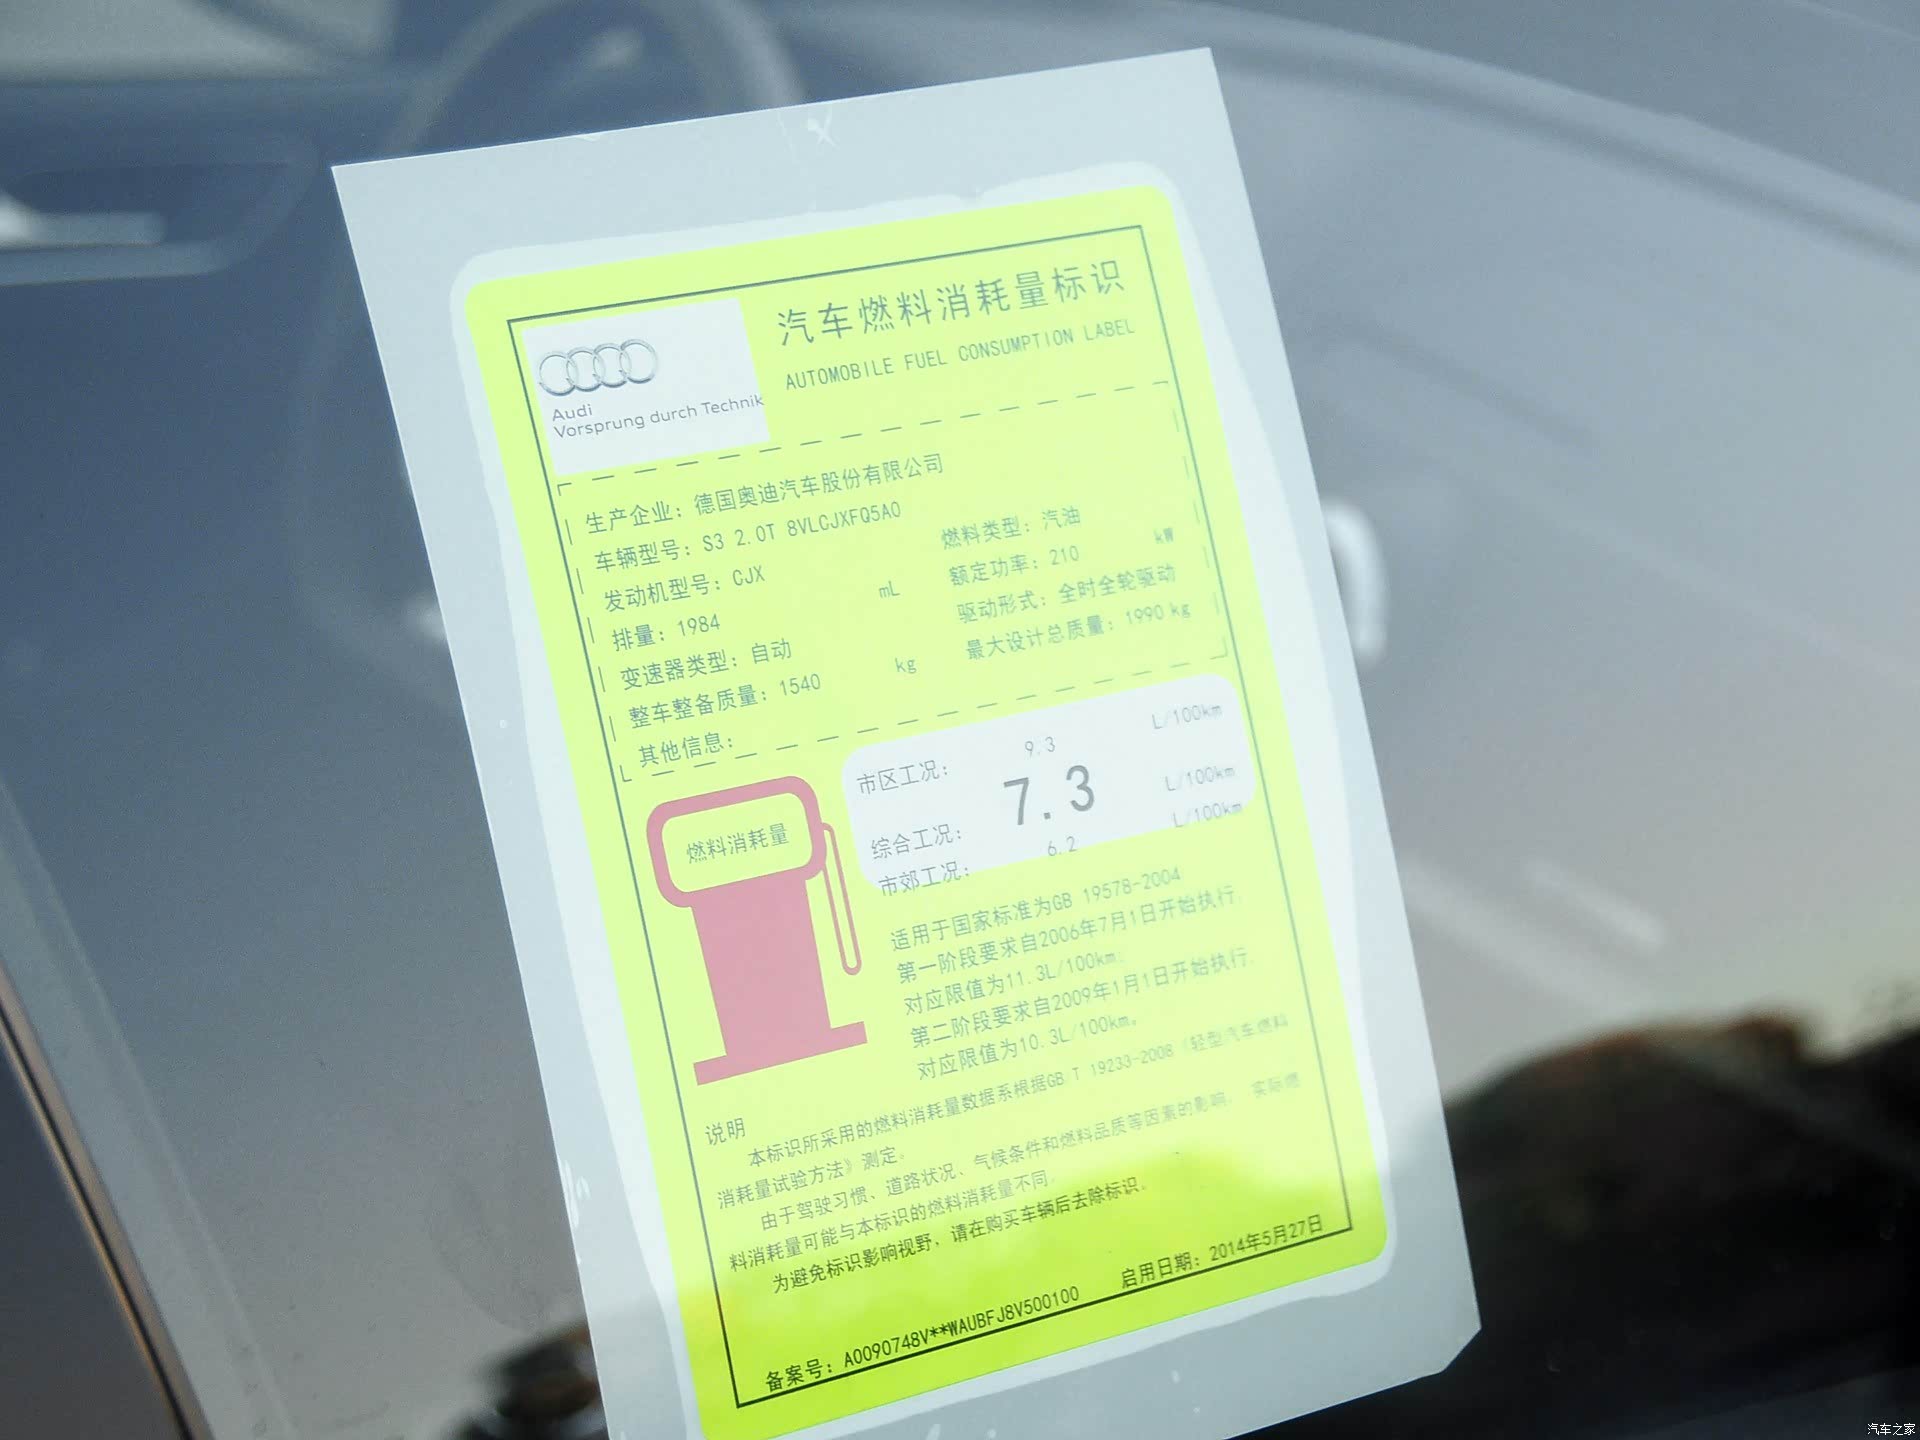 Audi
Vorsprung durch Technik
汽车燃料消耗量标识
AUTOMOBILE FUEL CONSUMPTION LABEL
生产企业：德国奥迪汽车股份有限公司
车辆型号：S3 2.0T 8VLCJXFQ5A0
燃料类型：汽油
发动机型号：CJX
额定功率：210 kW
排量：1984 mL
驱动形式：全时全轮驱动
变速器类型：自动
最大设计总质量：1990 kg
整车整备质量：1540 kg
其他信息：
燃料消耗量
市区工况： 9.3 L/100km
综合工况： 7.3 L/100km
市郊工况： 6.2 L/100km
适用于国家标准为GB 19578-2004
第一阶段要求自2006年7月1日开始执行，
对应限值为11.3L/100km；
第二阶段要求自2009年1月1日开始执行，
对应限值为10.3L/100km。
说明
本标识所采用的燃料消耗量数据系根据GB/T 19233-2008《轻型汽车燃料
消耗量试验方法》测定。
由于驾驶习惯、道路状况、气候条件和燃料品质等因素的影响，实际燃
料消耗量可能与本标识的燃料消耗量不同。
为避免标识影响视野，请在购买车辆后去除标识。
备案号：A0090748V**WAUBFJ8V500100 启用日期：2014年5月27日
汽车之家